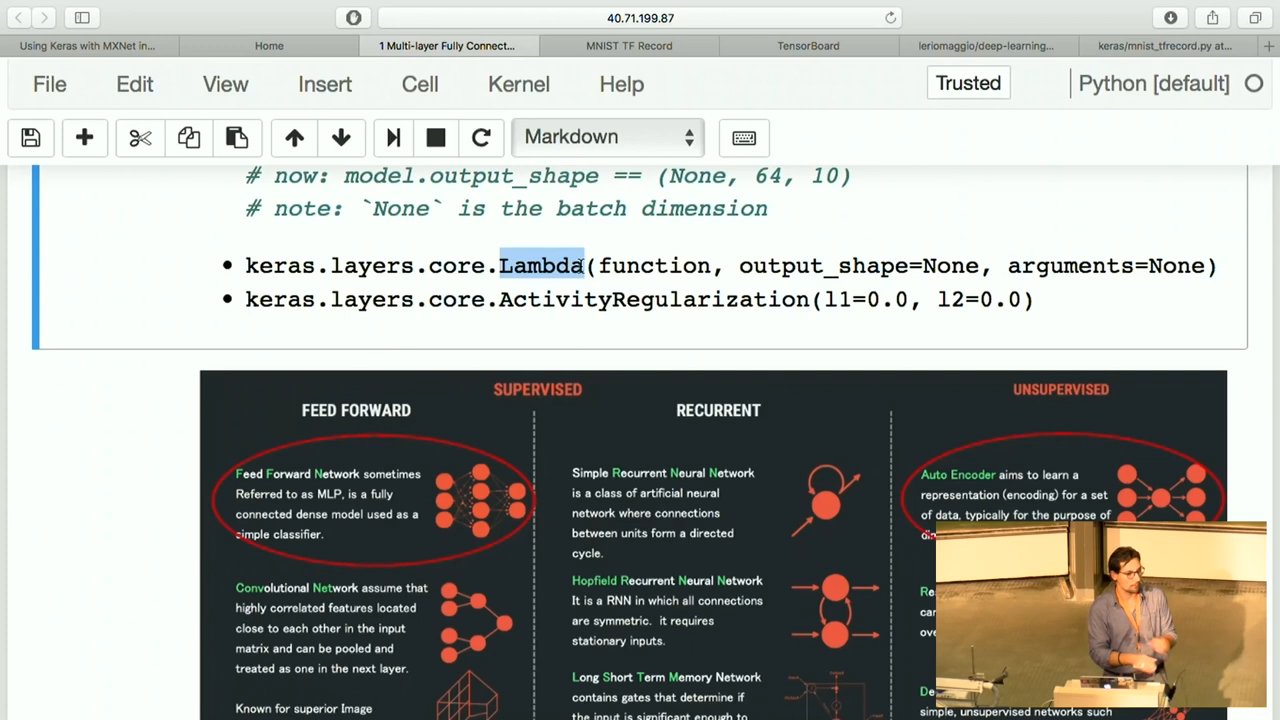 40.71.199.87
Using Keras with MXNet in...
Home
1 Multi-layer Fully Connect...
MNIST TF Record
TensorBoard
leriomaggio/deep-learning...
keras/mnist_tfrecord.py at...
File Edit View Insert Cell Kernel Help
Trusted
Python [default]
Markdown
# now: model.output_shape == (None, 64, 10)
# note: `None` is the batch dimension
• keras.layers.core.Lambda(function, output_shape=None, arguments=None)
• keras.layers.core.ActivityRegularization(l1=0.0, l2=0.0)
SUPERVISED
UNSUPERVISED
FEED FORWARD
RECURRENT
Feed Forward Network sometimes
Referred to as MLP, is a fully
connected dense model used as a
simple classifier.
Convolutional Network assume that
highly correlated features located
close to each other in the input
matrix and can be pooled and
treated as one in the next layer.
Known for superior Image
Simple Recurrent Neural Network
is a class of artificial neural
network where connections
between units form a directed
cycle.
Hopfield Recurrent Neural Network
It is a RNN in which all connections
are symmetric. it requires
stationary inputs.
Long Short Term Memory Network
contains gates that determine if
the input is significant enough to
Auto Encoder aims to learn a
representation (encoding) for a set
of data, typically for the purpose of
simple, unsupervised networks such